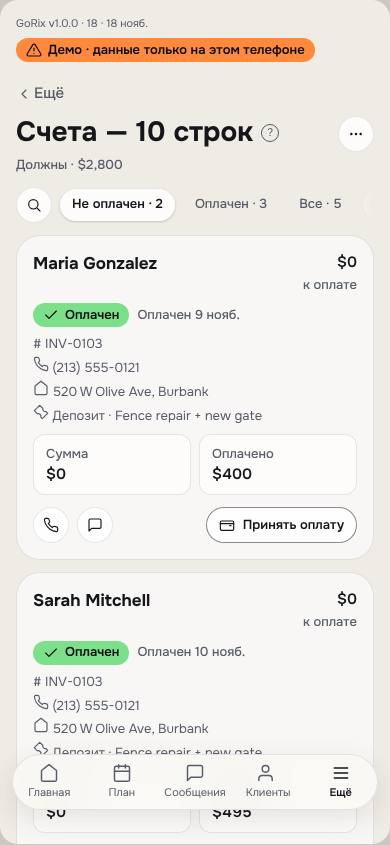 GoRix v1.0.0 · 18 · 18 нояб.
Демо · данные только на этом телефоне
Ещё
Счета — 10 строк ?
Должны · $2,800
Не оплачен · 2 Оплачен · 3 Все · 5
Maria Gonzalez $0
к оплате
Оплачен Оплачен 9 нояб.
# INV-0103
(213) 555-0121
520 W Olive Ave, Burbank
Депозит · Fence repair + new gate
Сумма Оплачено
$0 $400
Принять оплату
Sarah Mitchell $0
к оплате
Оплачен Оплачен 10 нояб.
# INV-0103
(213) 555-0121
520 W Olive Ave, Burbank
Депозит · Fence repair + new gate
Главная План Сообщения Клиенты Ещё
$0 $495